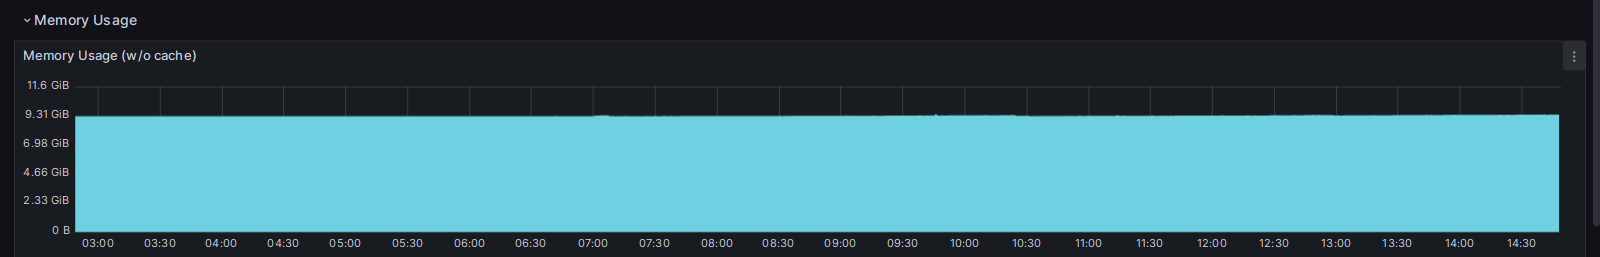 Memory Usage
Memory Usage (w/o cache)
11.6 GiB
9.31 GiB
6.98 GiB
4.66 GiB
2.33 GiB
0 B
03:00 03:30 04:00 04:30 05:00 05:30 06:00 06:30 07:00 07:30 08:00 08:30 09:00 09:30 10:00 10:30 11:00 11:30 12:00 12:30 13:00 13:30 14:00 14:30